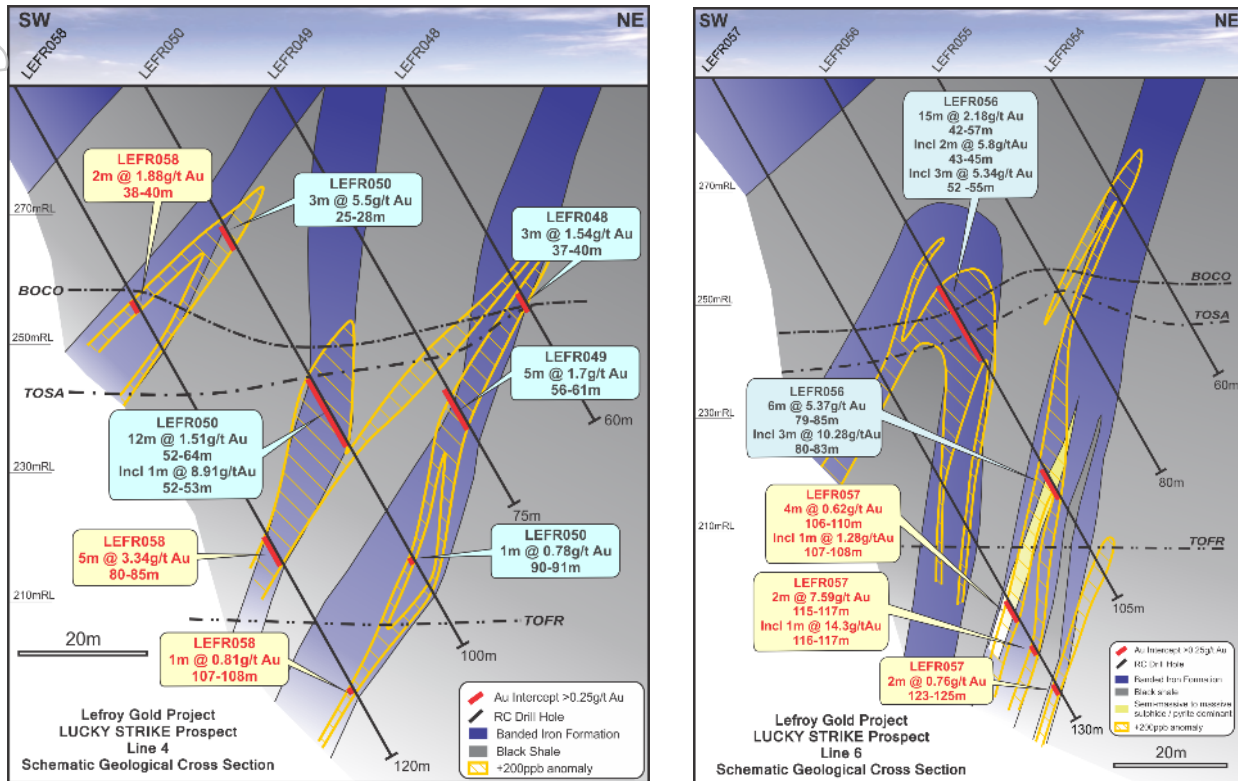 SW
NE
LEFR058
LEFR050
LEFR049
LEFR048
LEFR058
2m @ 1.88g/t Au
38-40m
LEFR050
3m @ 5.5g/t Au
25-28m
LEFR048
3m @ 1.54g/t Au
37-40m
270mRL
BOCO
250mRL
TOSA
LEFR049
5m @ 1.7g/t Au
56-61m
60m
LEFR050
12m @ 1.51g/t Au
52-64m
Incl 1m @ 8.91g/tAu
52-53m
230mRL
75m
LEFR058
5m @ 3.34g/t Au
80-85m
LEFR050
1m @ 0.78g/t Au
90-91m
210mRL
TOFR
20m
LEFR058
1m @ 0.81g/t Au
107-108m
100m
120m
Lefroy Gold Project
LUCKY STRIKE Prospect
Line 4
Schematic Geological Cross Section
Au Intercept >0.25g/t Au
RC Drill Hole
Banded Iron Formation
Black Shale
+200ppb anomaly
SW
NE
LEFR057
LEFR056
LEFR055
LEFR054
LEFR056
15m @ 2.18g/t Au
42-57m
Incl 2m @ 5.8g/tAu
43-45m
Incl 3m @ 5.34g/tAu
52 -55m
270mRL
BOCO
250mRL
TOSA
60m
LEFR056
6m @ 5.37g/t Au
79-85m
Incl 3m @ 10.28g/tAu
80-83m
230mRL
80m
LEFR057
4m @ 0.62g/t Au
106-110m
Incl 1m @ 1.28g/tAu
107-108m
210mRL
TOFR
LEFR057
2m @ 7.59g/t Au
115-117m
Incl 1m @ 14.3g/tAu
116-117m
105m
LEFR057
2m @ 0.76g/t Au
123-125m
130m
Lefroy Gold Project
LUCKY STRIKE Prospect
Line 6
Schematic Geological Cross Section
Au Intercept >0.25g/t Au
RC Drill Hole
Banded Iron Formation
Black shale
Semi-massive to massive
sulphide / pyrite dominant
+200ppb anomaly
20m